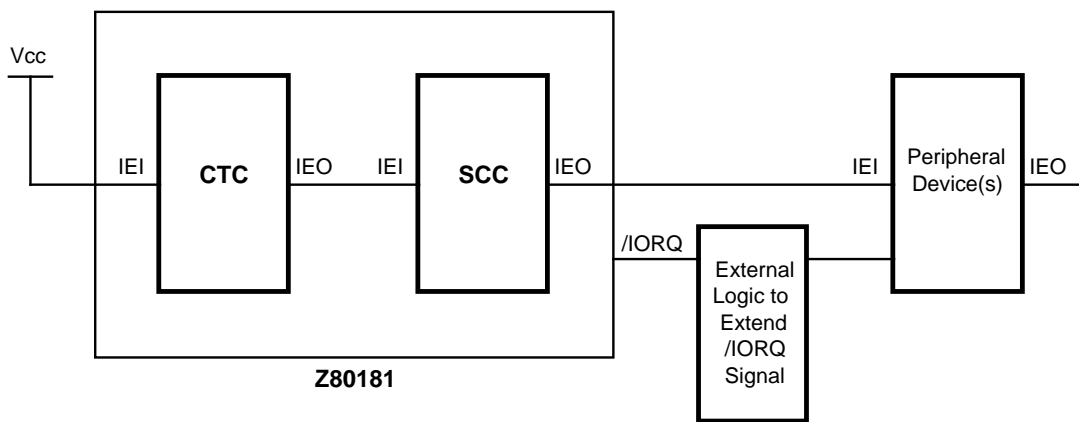 Vcc
IEI
CTC
IEO
IEI
SCC
IEO
IEI
Peripheral
Device(s)
IEO
/IORQ
External
Logic to
Extend
/IORQ
Signal
Z80181